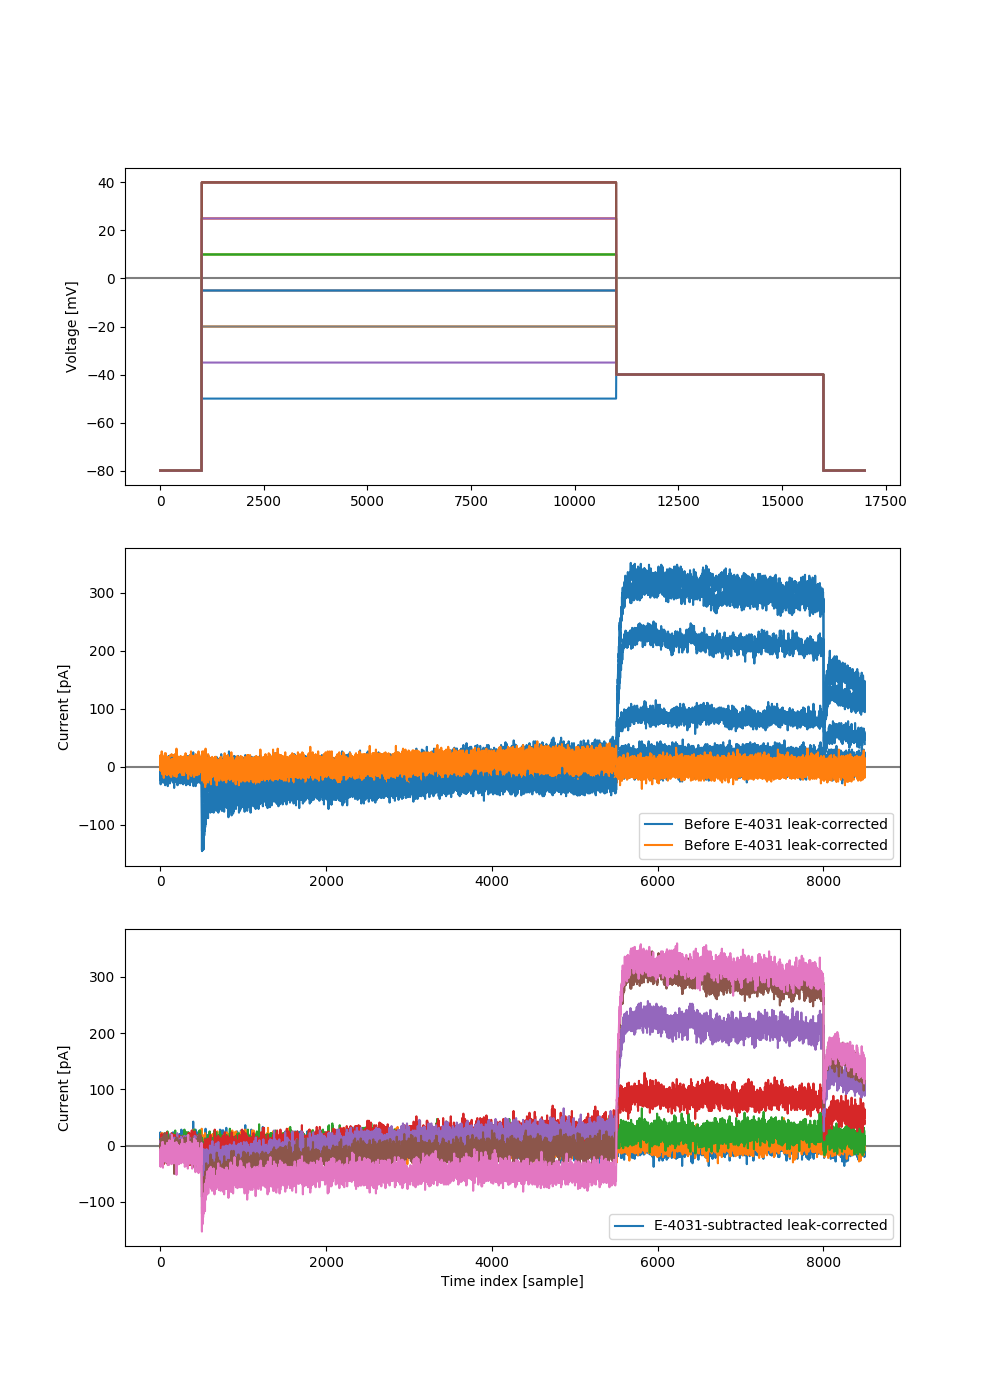 40
20
0
−20
−40
−60
−80
Voltage [mV]
0 2500 5000 7500 10000 12500 15000 17500
300
200
100
0
−100
Current [pA]
Before E-4031 leak-corrected
Before E-4031 leak-corrected
0 2000 4000 6000 8000
300
200
100
0
−100
Current [pA]
E-4031-subtracted leak-corrected
0 2000 4000 6000 8000
Time index [sample]